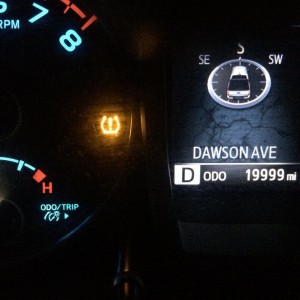 7
RPM
8
SE S SW
DAWSON AVE
D ODO 19999 mi
H
ODO/TRIP